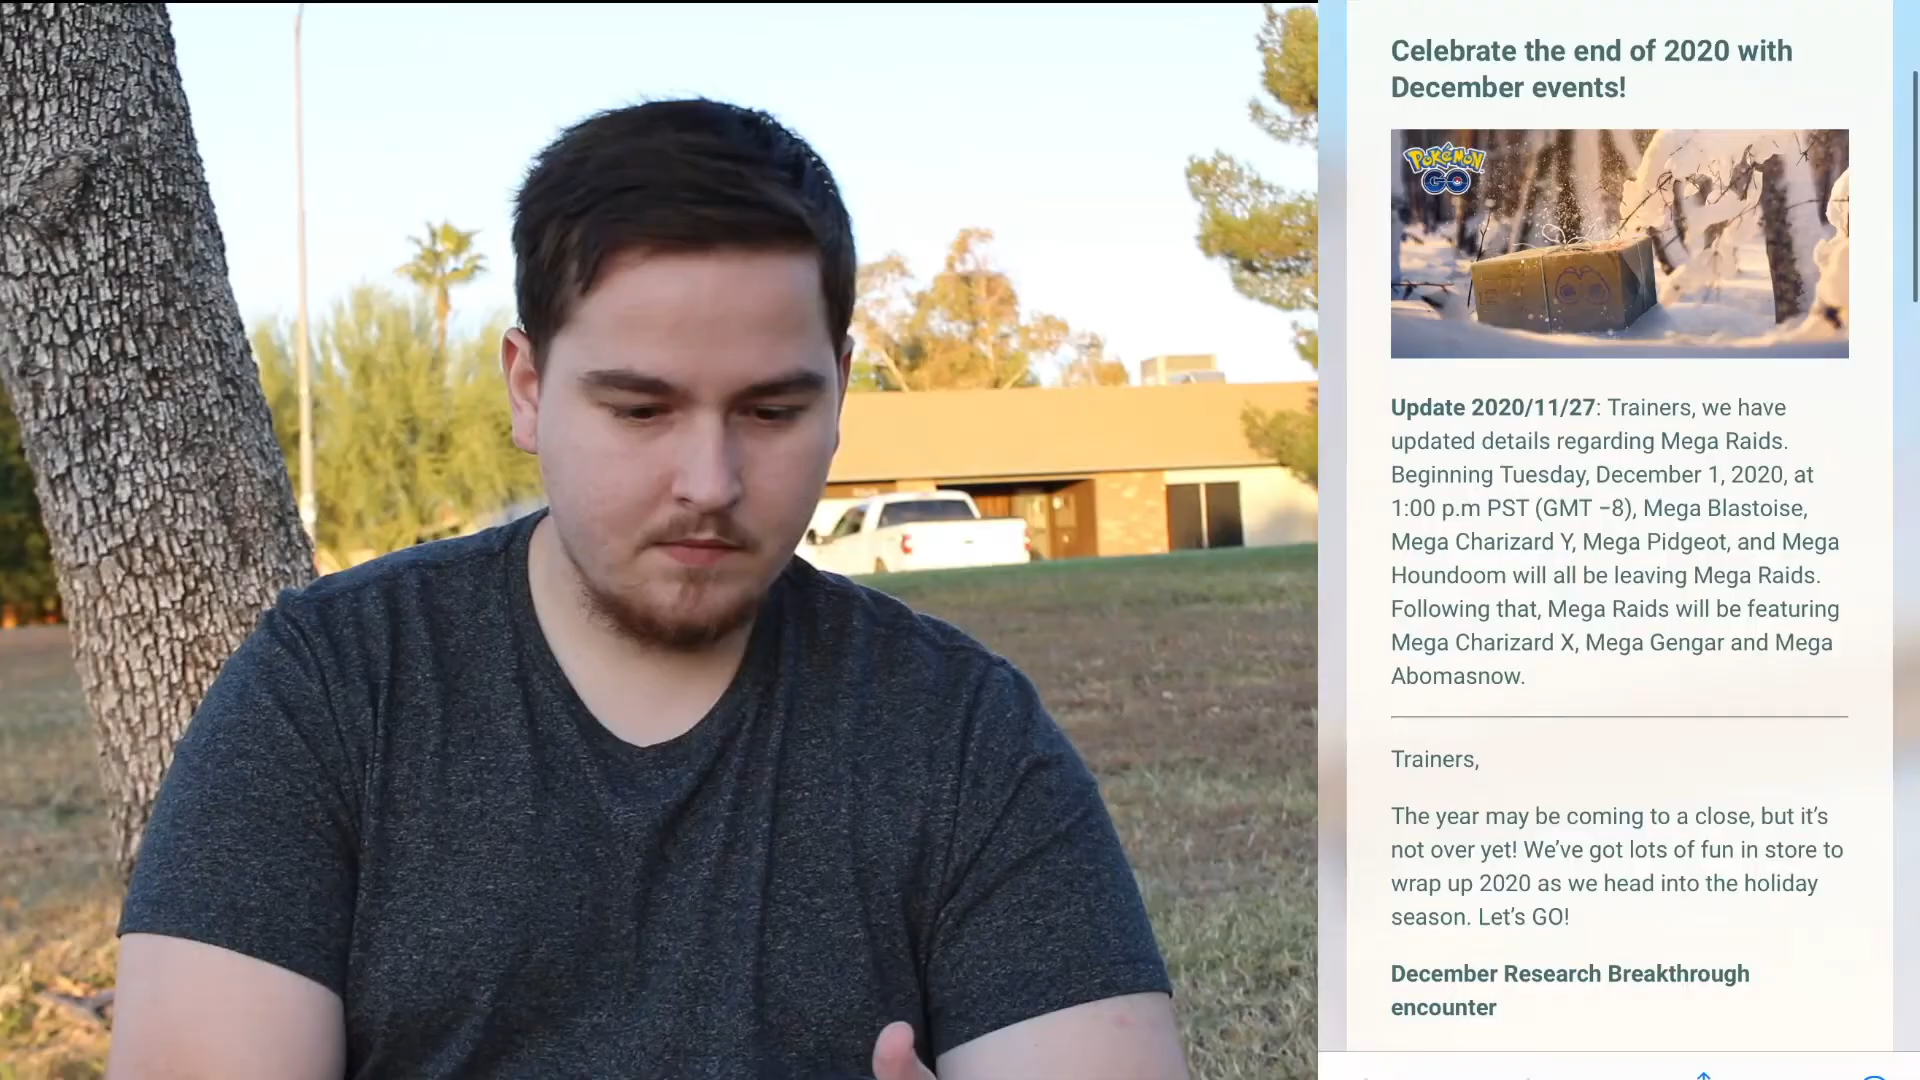 Celebrate the end of 2020 with
December events!
POKÉMON
GO
Update 2020/11/27: Trainers, we have
updated details regarding Mega Raids.
Beginning Tuesday, December 1, 2020, at
1:00 p.m PST (GMT −8), Mega Blastoise,
Mega Charizard Y, Mega Pidgeot, and Mega
Houndoom will all be leaving Mega Raids.
Following that, Mega Raids will be featuring
Mega Charizard X, Mega Gengar and Mega
Abomasnow.
Trainers,
The year may be coming to a close, but it’s
not over yet! We’ve got lots of fun in store to
wrap up 2020 as we head into the holiday
season. Let’s GO!
December Research Breakthrough
encounter